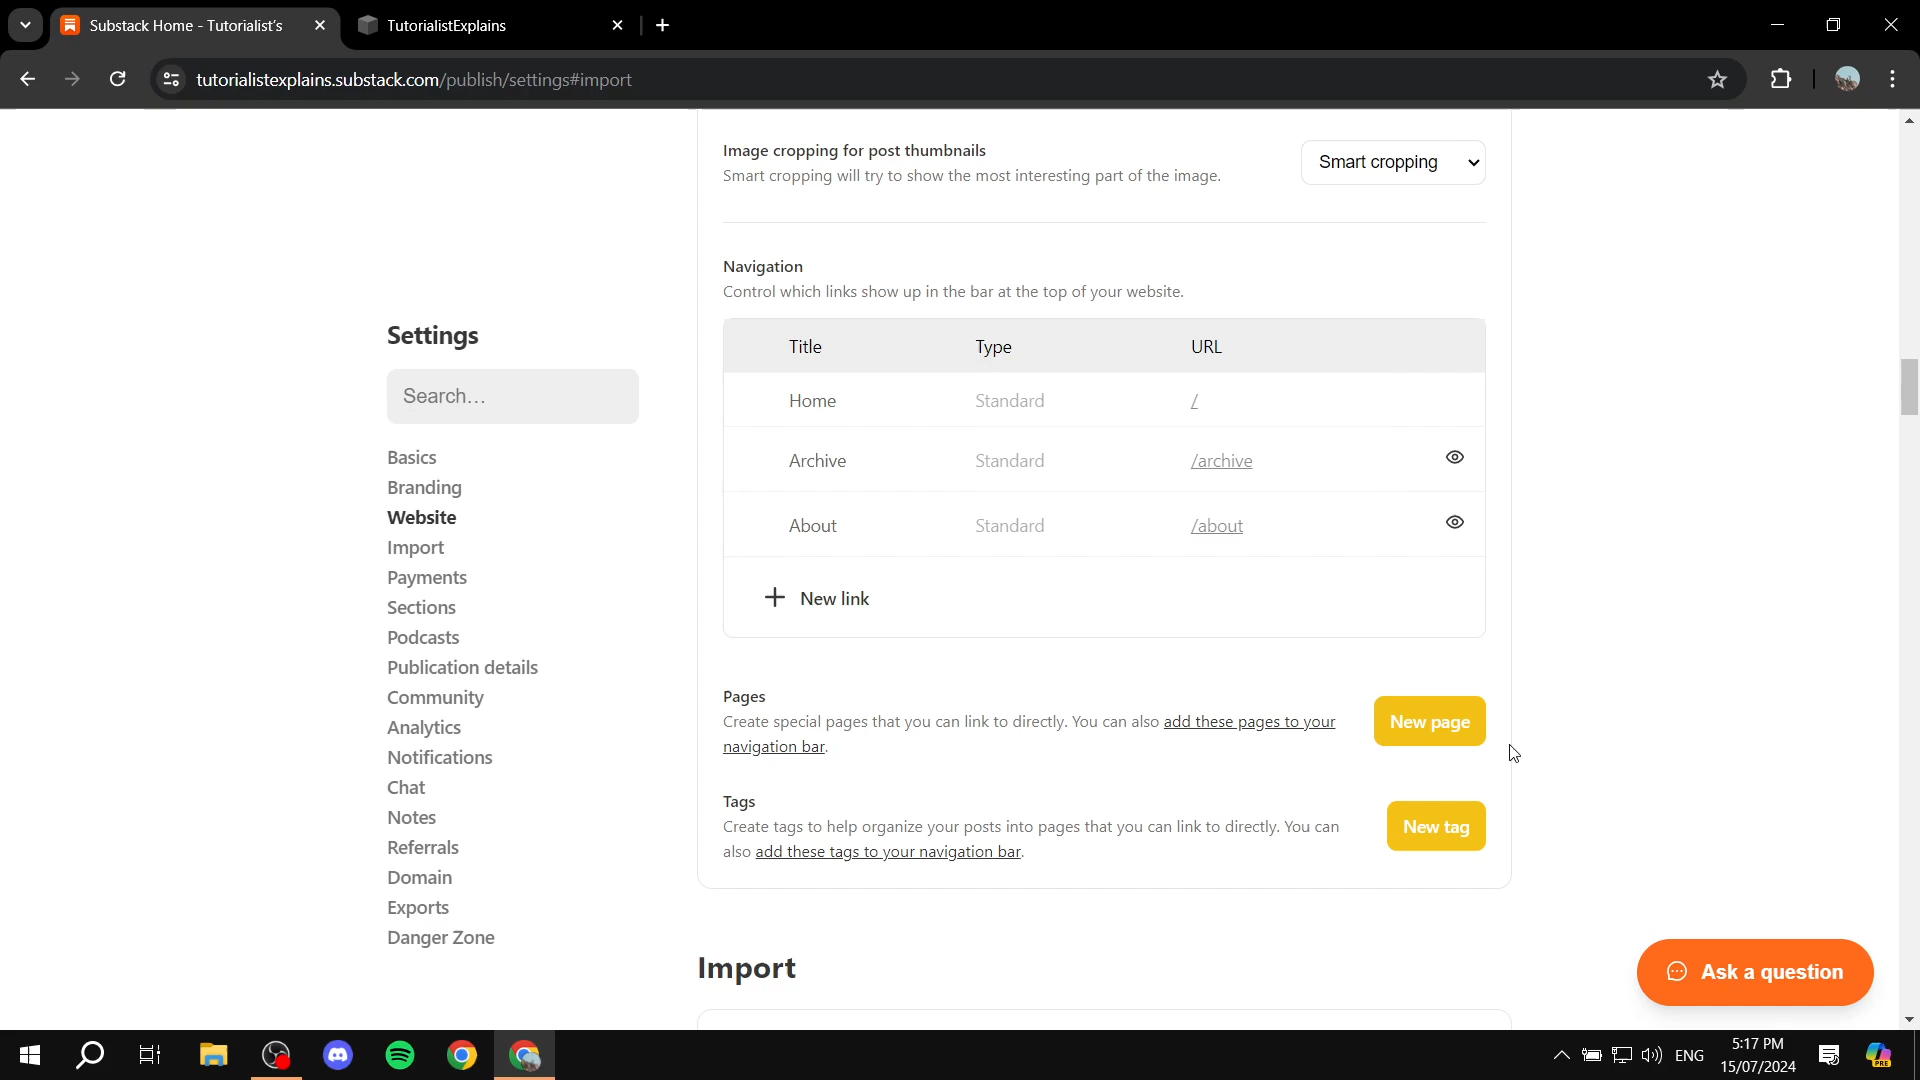 Substack Home - Tutorialist's
TutorialistExplains
tutorialistexplains.substack.com/publish/settings#import
Image cropping for post thumbnails
Smart cropping will try to show the most interesting part of the image.
Smart cropping
Navigation
Control which links show up in the bar at the top of your website.
Title Type URL
Home Standard /
Archive Standard /archive
About Standard /about
New link
Pages
Create special pages that you can link to directly. You can also add these pages to your
navigation bar.
New page
Tags
Create tags to help organize your posts into pages that you can link to directly. You can
also add these tags to your navigation bar.
New tag
Import
Settings
Search...
Basics
Branding
Website
Import
Payments
Sections
Podcasts
Publication details
Community
Analytics
Notifications
Chat
Notes
Referrals
Domain
Exports
Danger Zone
Ask a question
ENG
5:17 PM
15/07/2024
PRE